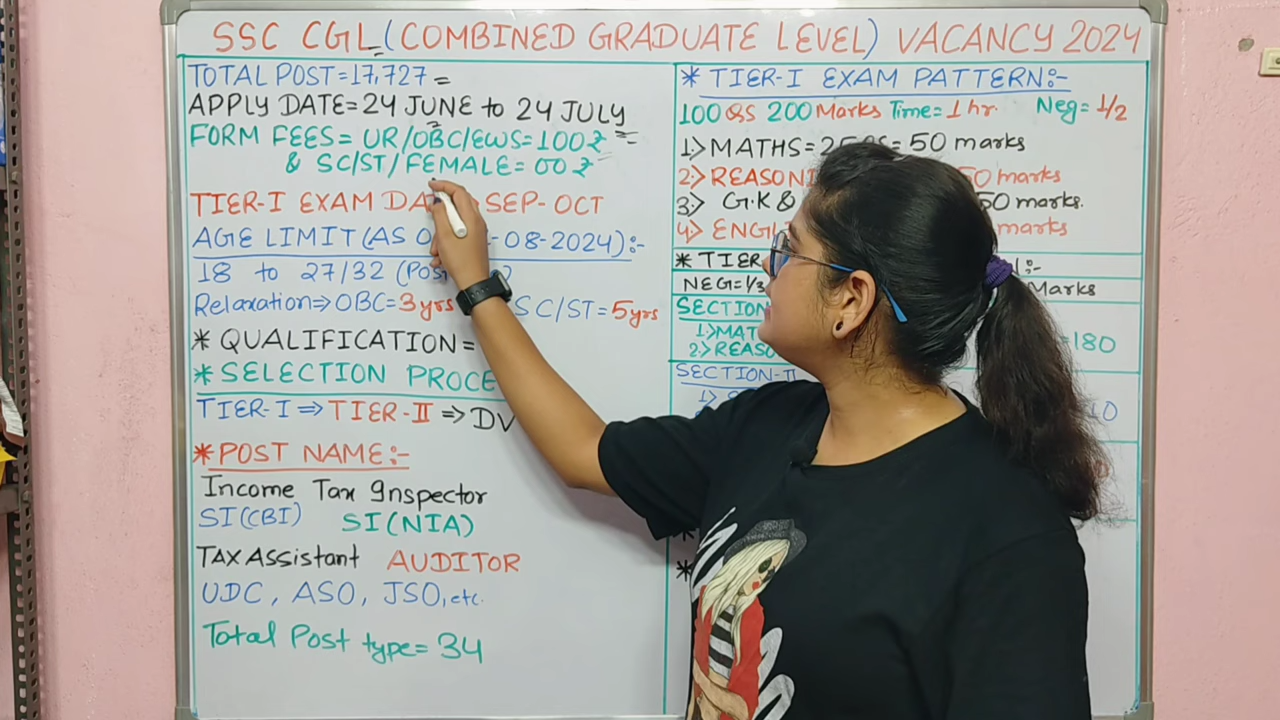 SSC CGL (COMBINED GRADUATE LEVEL) VACANCY 2024
TOTAL POST=17,727
APPLY DATE=24 JUNE to 24 JULY
FORM FEES= UR/OBC/EWS=100₹
& SC/ST/FEMALE=00₹
TIER-I EXAM DA SEP-OCT
AGE LIMIT(AS -08-2024):-
18 to 27/32 (Pos
Relaxation⇒OBC=3yrs SC/ST=5yrs
* QUALIFICATION=
*SELECTION PROCE
TIER-I⇒TIER-II⇒DV
*POST NAME:-
Income Tax Inspector
SI(CBI) SI(NIA)
TAX Assistant AUDITOR
UDC, ASO, JSO, etc.
Total Post type=34
* TIER-I EXAM PATTERN:-
100 QS 200 Marks Time=1hr Neg=1/2
1.> MATHS= = 50 marks
2.> REASONI 50 marks
3.> G.K & 50 marks.
4.> ENGL marks
* TIER :-
NEG=1/3 Marks
SECTION
1.>MAT =180
2.>REASO
SECTION-II
1.> 10
*
*